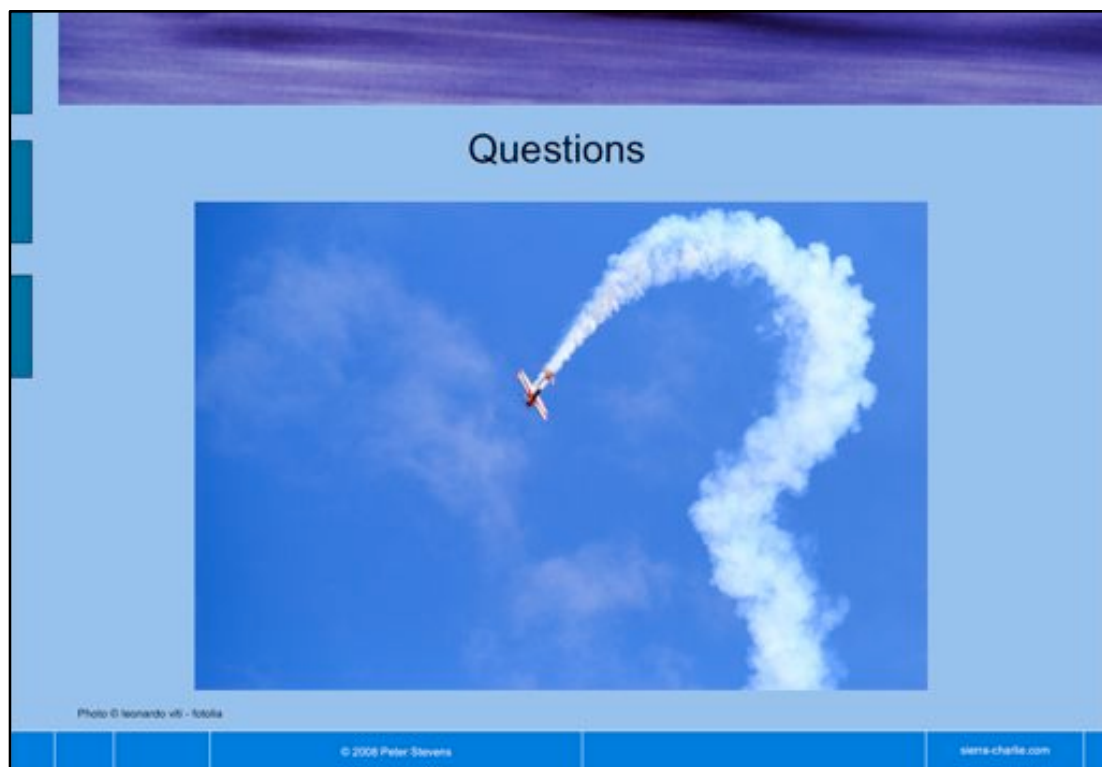 Questions
Photo © leonardo viti - fotolia
© 2008 Peter Stevens
sierra-charlie.com